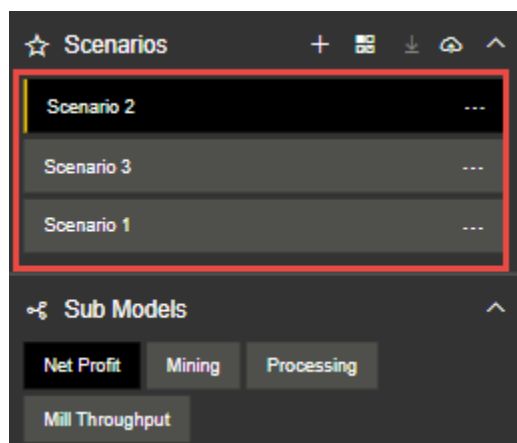 Scenarios
Scenario 2 ---
Scenario 3 ---
Scenario 1 ---
Sub Models
Net Profit Mining Processing
Mill Throughput